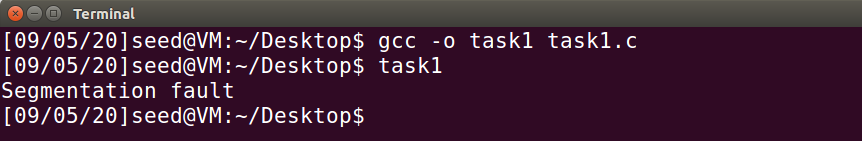 Terminal
[09/05/20]seed@VM:~/Desktop$ gcc -o task1 task1.c
[09/05/20]seed@VM:~/Desktop$ task1
Segmentation fault
[09/05/20]seed@VM:~/Desktop$